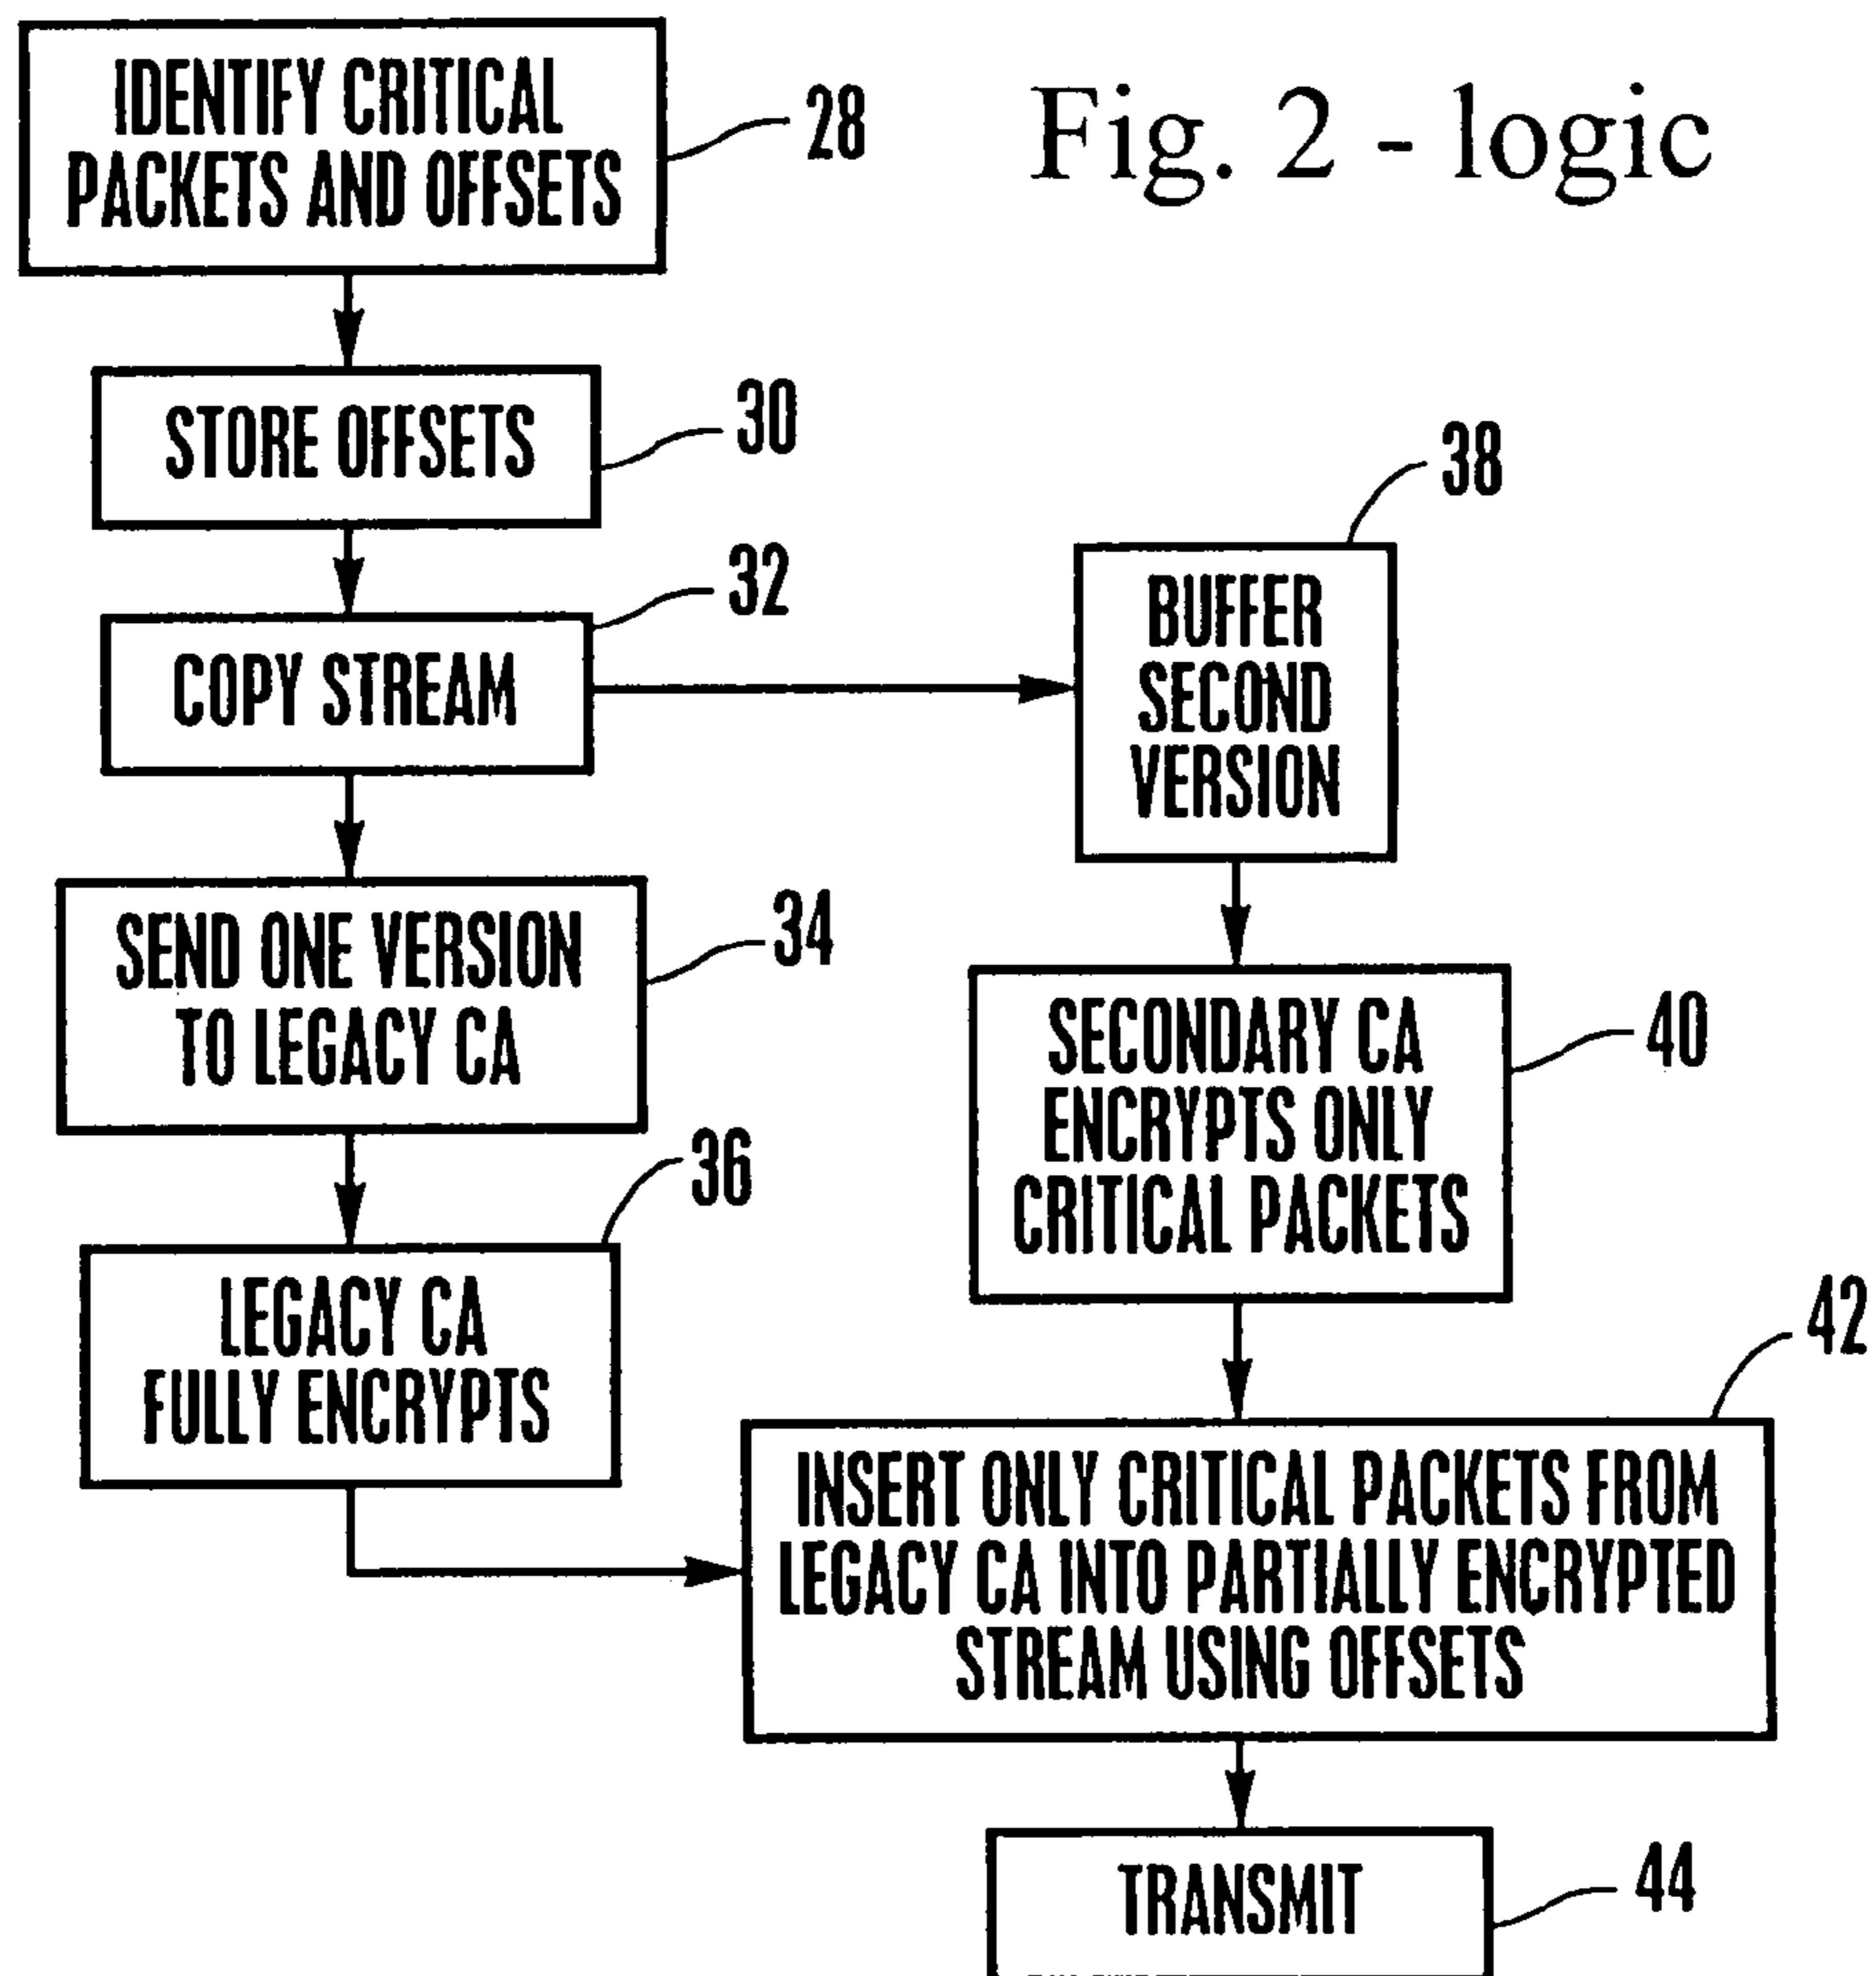 Fig. 2 - logic
IDENTIFY CRITICAL
PACKETS AND OFFSETS
28
STORE OFFSETS
30
COPY STREAM
32
SEND ONE VERSION
TO LEGACY CA
34
LEGACY CA
FULLY ENCRYPTS
36
BUFFER
SECOND
VERSION
38
SECONDARY CA
ENCRYPTS ONLY
CRITICAL PACKETS
40
INSERT ONLY CRITICAL PACKETS FROM
LEGACY CA INTO PARTIALLY ENCRYPTED
STREAM USING OFFSETS
42
TRANSMIT
44